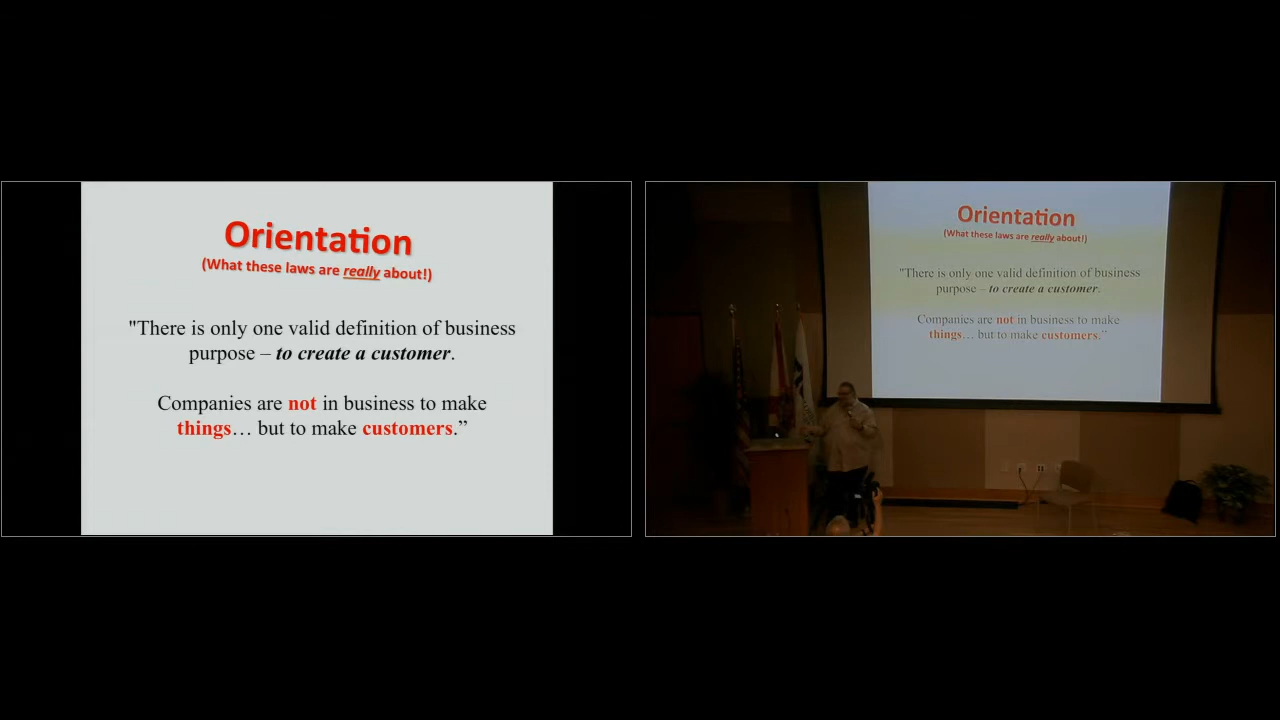 Orientation
(What these laws are really about!)
"There is only one valid definition of business
purpose – to create a customer.
Companies are not in business to make
things… but to make customers.”
Orientation
(What these laws are really about!)
"There is only one valid definition of business
purpose – to create a customer.
Companies are not in business to make
things… but to make customers.”